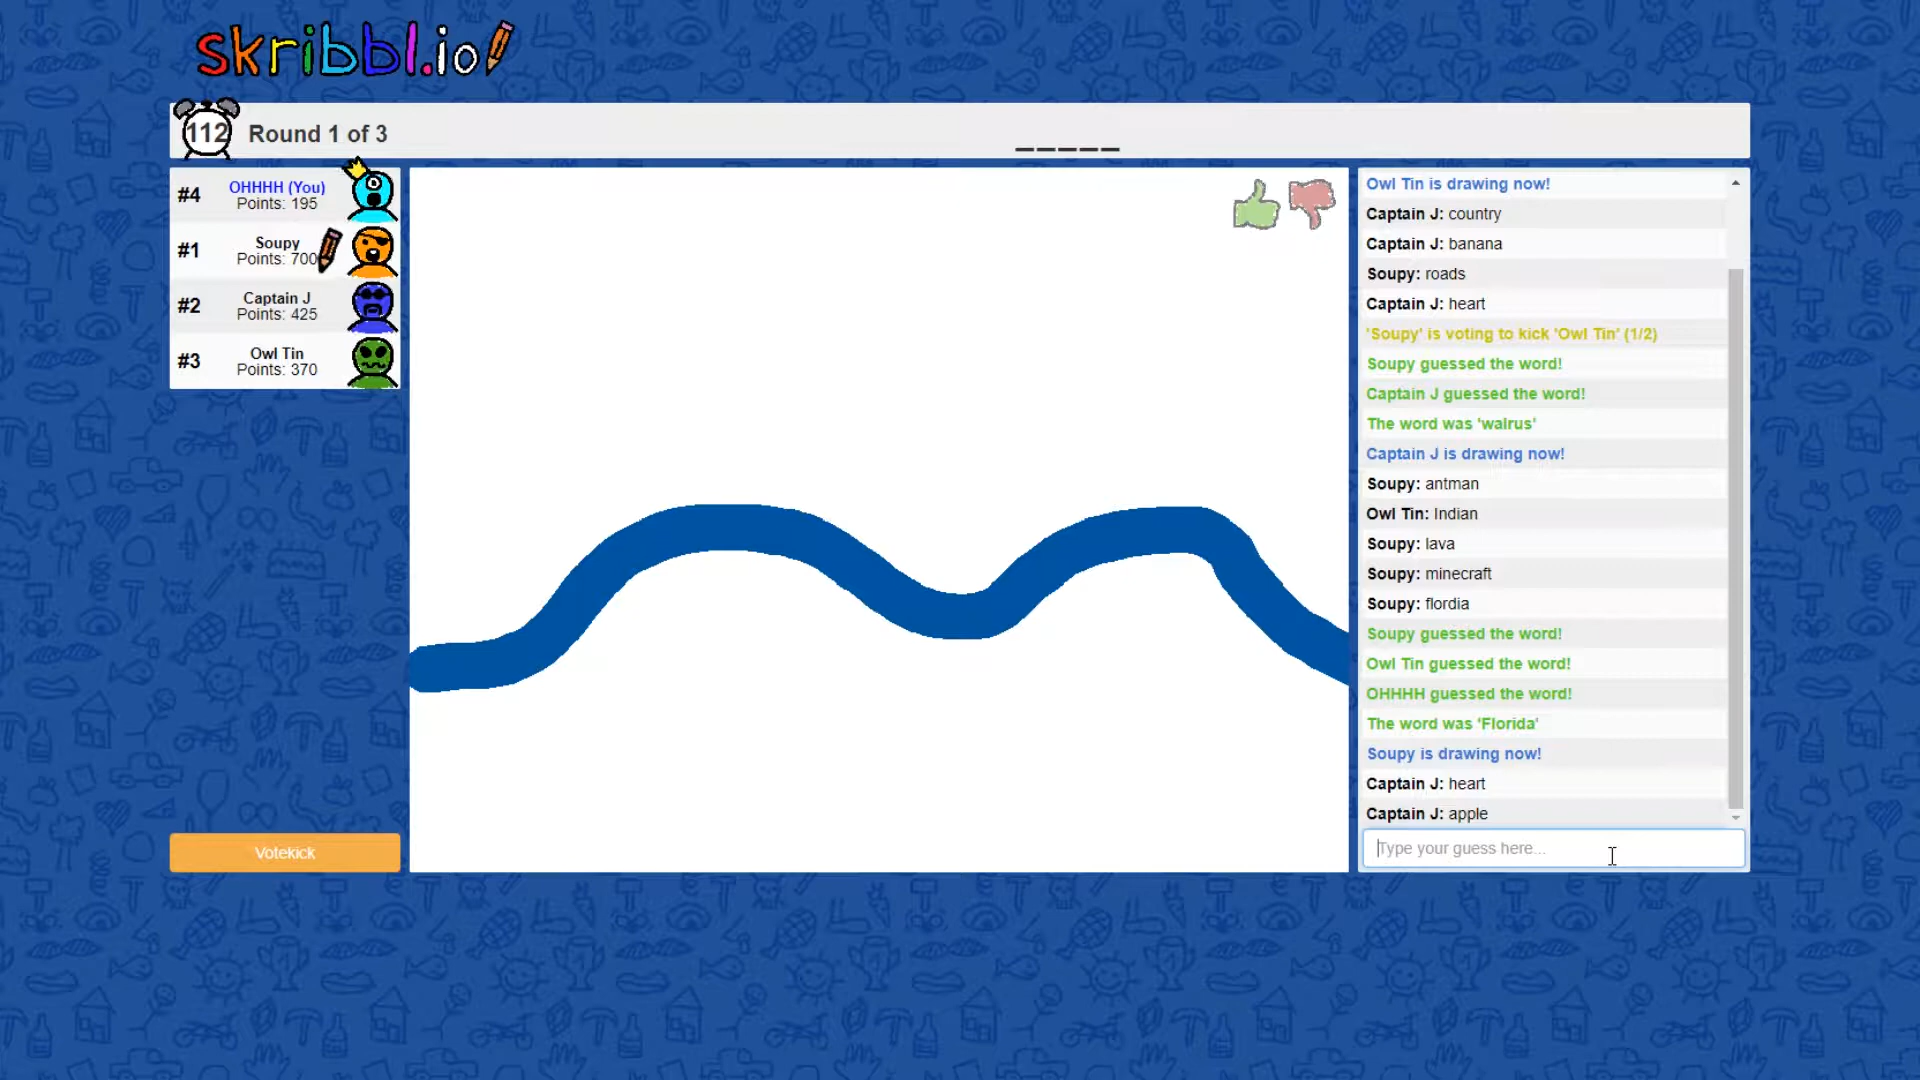 skribbl.io
112
Round 1 of 3
_____
#4
OHHHH (You)
Points: 195
#1
Soupy
Points: 700
#2
Captain J
Points: 425
#3
Owl Tin
Points: 370
Votekick
Owl Tin is drawing now!
Captain J: country
Captain J: banana
Soupy: roads
Captain J: heart
'Soupy' is voting to kick 'Owl Tin' (1/2)
Soupy guessed the word!
Captain J guessed the word!
The word was 'walrus'
Captain J is drawing now!
Soupy: antman
Owl Tin: Indian
Soupy: lava
Soupy: minecraft
Soupy: flordia
Soupy guessed the word!
Owl Tin guessed the word!
OHHHH guessed the word!
The word was 'Florida'
Soupy is drawing now!
Captain J: heart
Captain J: apple
Type your guess here...